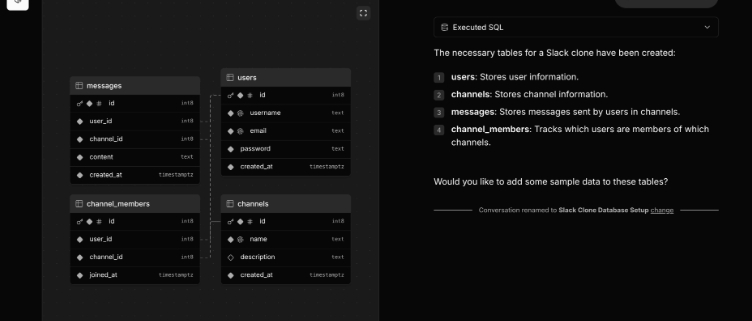 messages
id int8
user_id int8
channel_id int8
content text
created_at timestamptz
users
id int8
username text
email text
password text
created_at timestamptz
channel_members
id int8
user_id int8
channel_id int8
joined_at timestamptz
channels
id int8
name text
description text
created_at timestamptz
Executed SQL
The necessary tables for a Slack clone have been created:
1 users: Stores user information.
2 channels: Stores channel information.
3 messages: Stores messages sent by users in channels.
4 channel_members: Tracks which users are members of which
channels.
Would you like to add some sample data to these tables?
Conversation renamed to Slack Clone Database Setup change